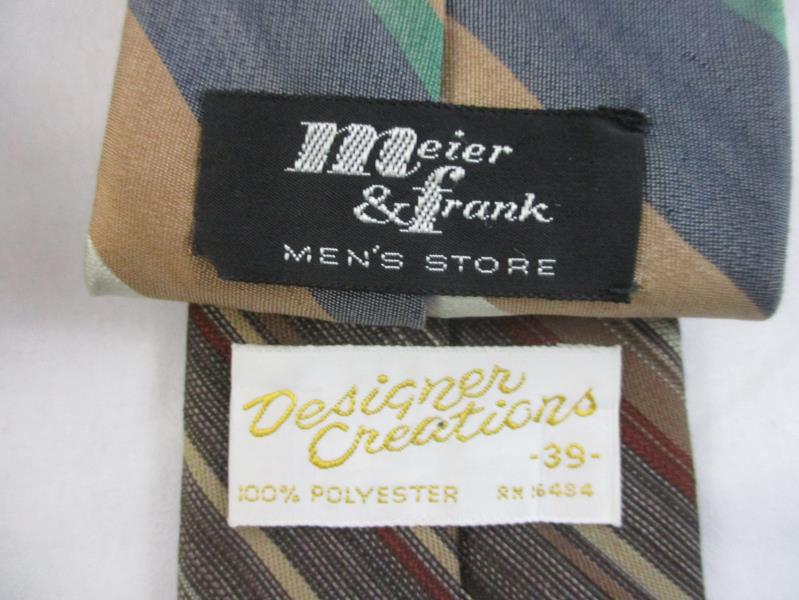 Meier
& frank
MEN'S STORE
Designer
Creations
-39-
100% POLYESTER RN 16484